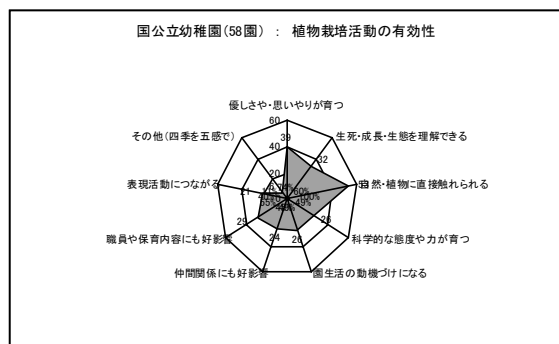 国公立幼稚園(58園) ： 植物栽培活動の有効性
優しさや・思いやりが育つ
60
その他(四季を五感で)
39
生死・成長・生態を理解できる
40
32
20
表現活動につながる
21
自然・植物に直接触れられる
100%
49%
職員や保育内容にも好影響
29
26
科学的な態度や力が育つ
24
26
仲間関係にも好影響
園生活の動機づけになる